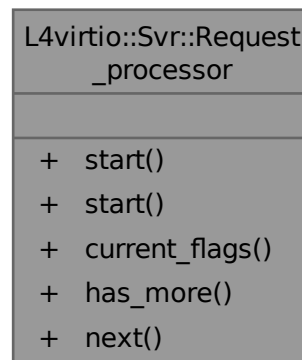 L4virtio::Svr::Request
_processor
+ start()
+ start()
+ current_flags()
+ has_more()
+ next()